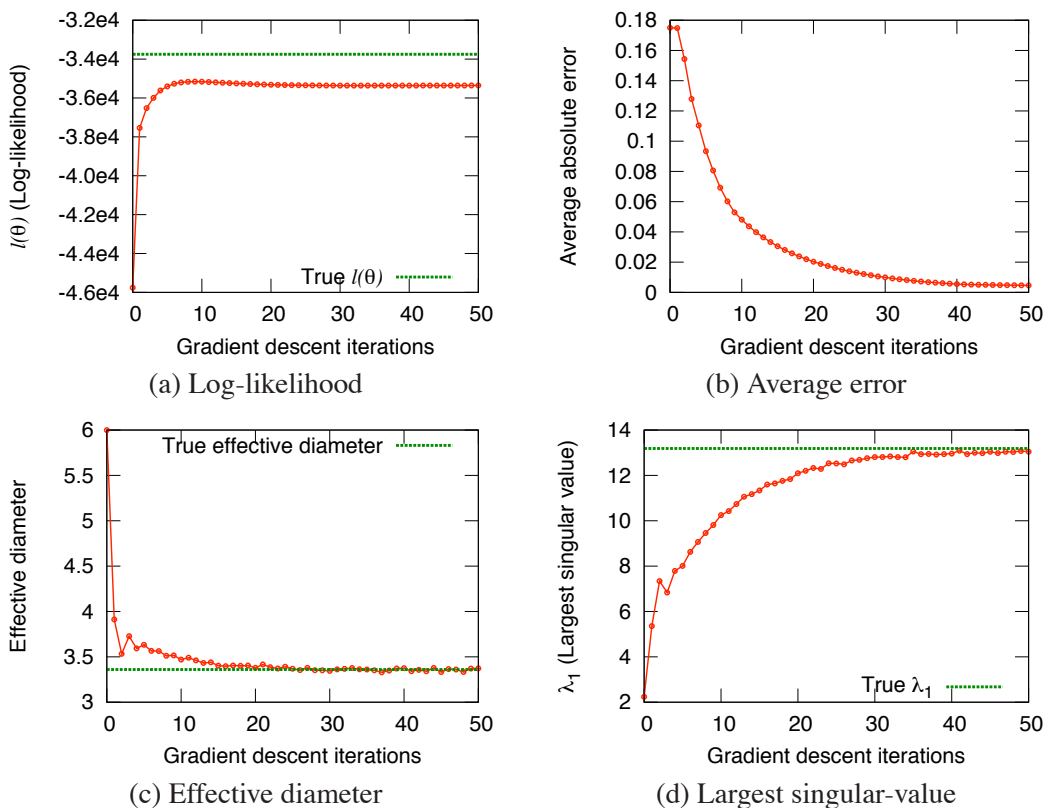 -3.2e4
-3.4e4
-3.6e4
-3.8e4
-4.0e4
-4.2e4
-4.4e4
-4.6e4
l(θ) (Log-likelihood)
True l(θ)
0 10 20 30 40 50
Gradient descent iterations
(a) Log-likelihood
0.18
0.16
0.14
0.12
0.1
0.08
0.06
0.04
0.02
0
Average absolute error
0 10 20 30 40 50
Gradient descent iterations
(b) Average error
6
5.5
5
4.5
4
3.5
3
Effective diameter
True effective diameter
0 10 20 30 40 50
Gradient descent iterations
(c) Effective diameter
14
12
10
8
6
4
2
λ1 (Largest singular value)
True λ1
0 10 20 30 40 50
Gradient descent iterations
(d) Largest singular-value